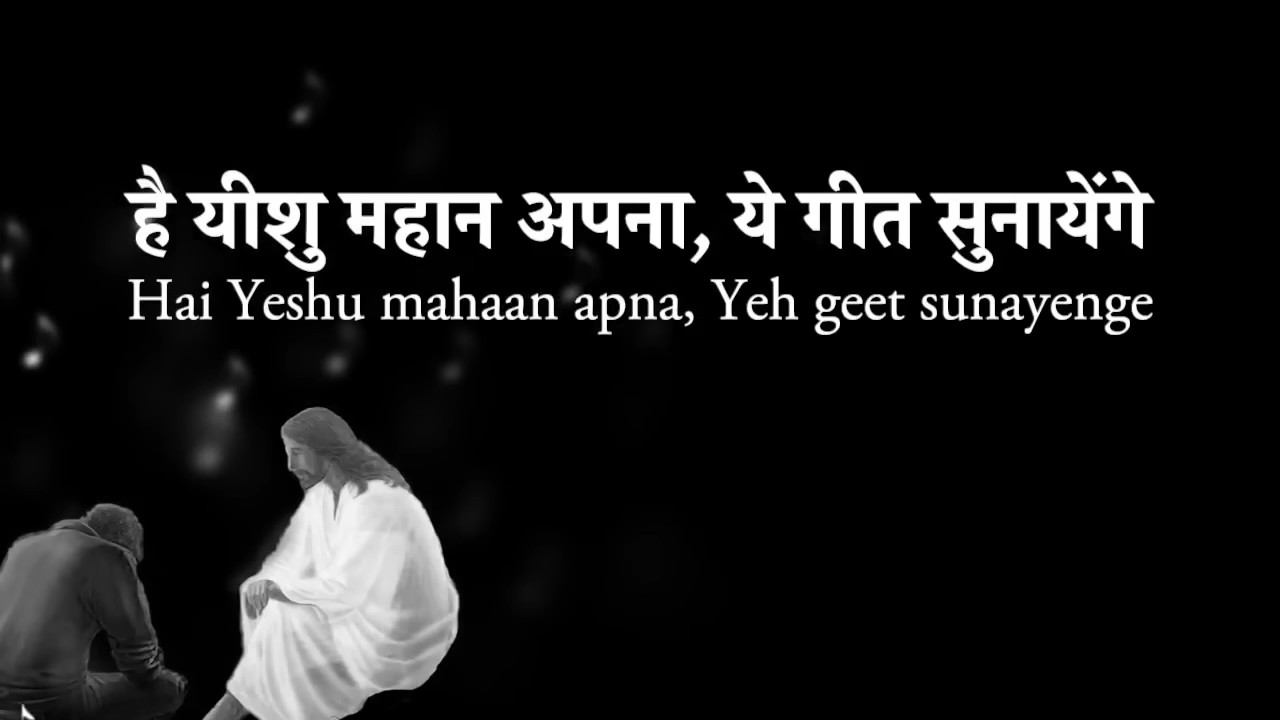 है यीशु महान अपना, ये गीत सुनायेंगे
Hai Yeshu mahaan apna, Yeh geet sunayenge